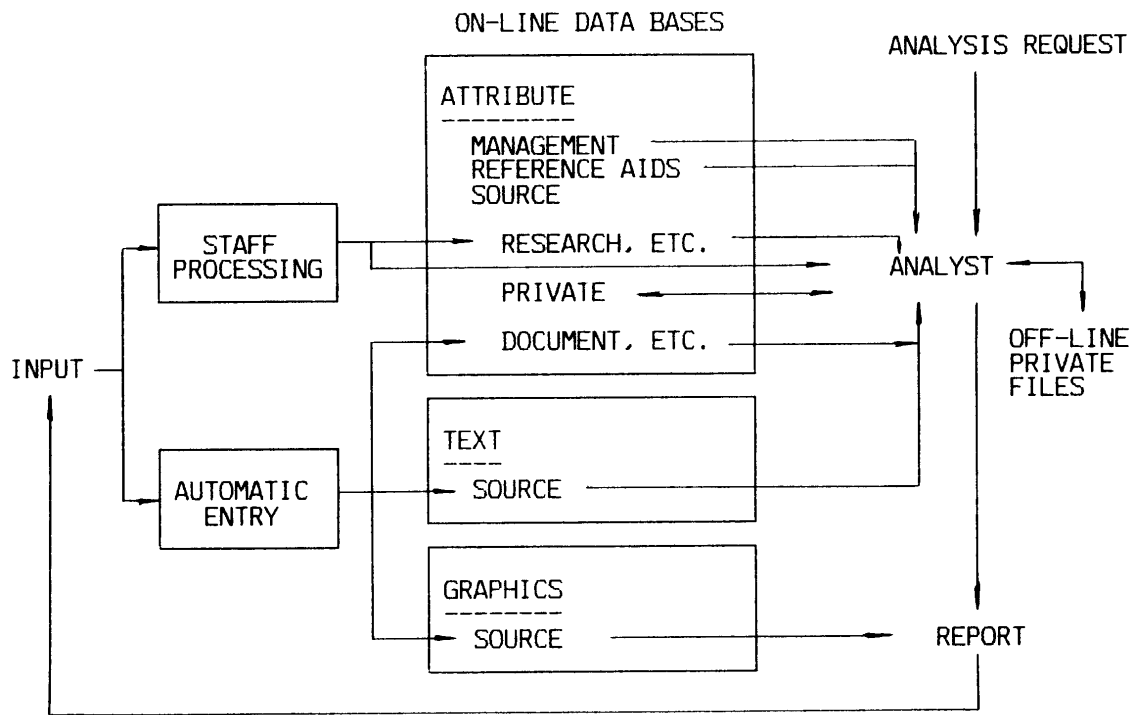 ON-LINE DATA BASES
ANALYSIS REQUEST
ATTRIBUTE
MANAGEMENT
REFERENCE AIDS
SOURCE
STAFF
PROCESSING
RESEARCH, ETC.
ANALYST
PRIVATE
DOCUMENT, ETC.
OFF-LINE
PRIVATE
FILES
INPUT
TEXT
SOURCE
AUTOMATIC
ENTRY
GRAPHICS
SOURCE
REPORT